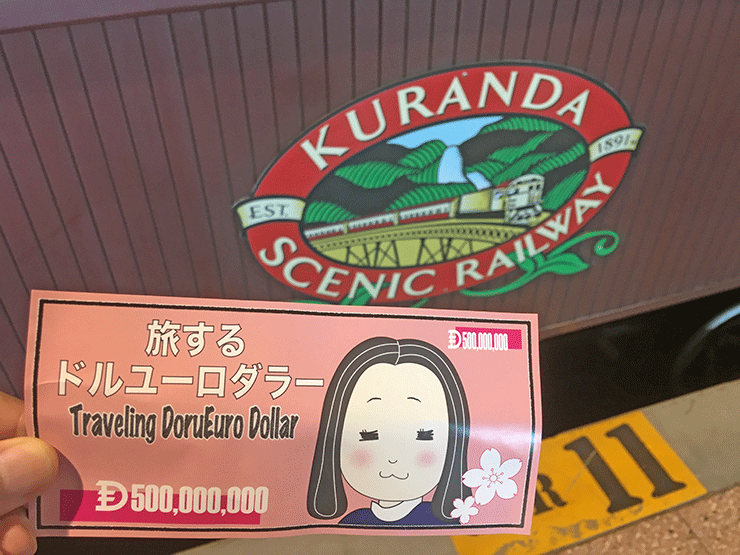 KURANDA
EST. 1891.
SCENIC RAILWAY
旅する
ドルユーロダラー
Traveling DoruEuro Dollar
Đ500,000,000
Đ500,000,000
R 11